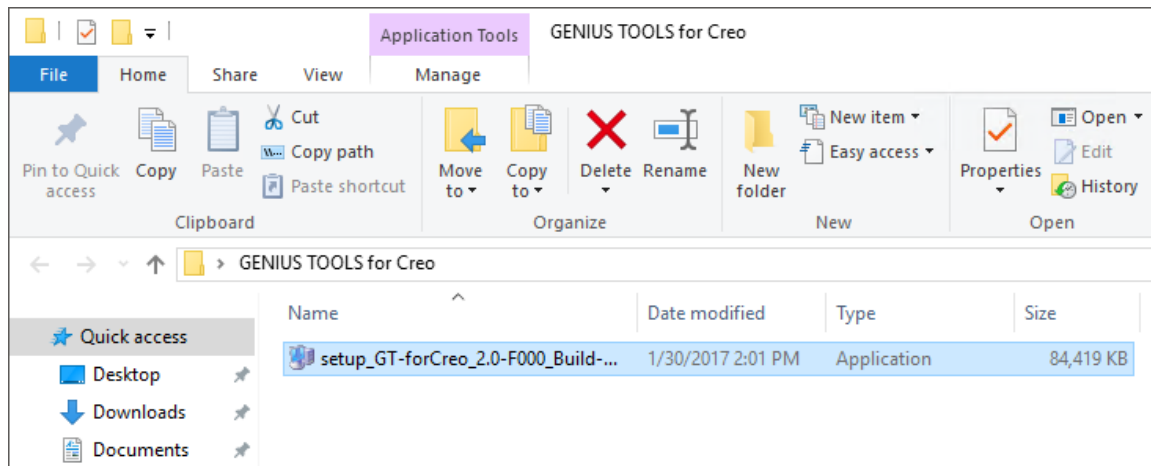 Application Tools GENIUS TOOLS for Creo
File Home Share View Manage
Pin to Quick access
Copy
Paste
Cut
Copy path
Paste shortcut
Clipboard
Move to
Copy to
Delete
Rename
Organize
New folder
New item
Easy access
New
Properties
Open
Edit
History
Open
GENIUS TOOLS for Creo
Name Date modified Type Size
Quick access
setup_GT-forCreo_2.0-F000_Build-... 1/30/2017 2:01 PM Application 84,419 KB
Desktop
Downloads
Documents